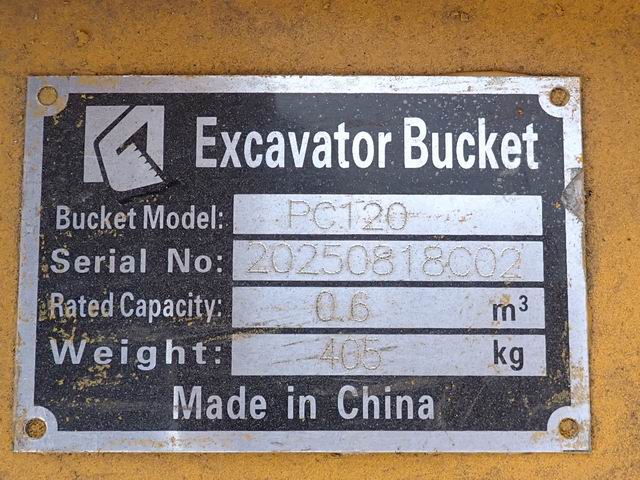 Excavator Bucket
Bucket Model: PC120
Serial No: 20250818C02
Rated Capacity: 0.6 m³
Weight: 405 kg
Made in China